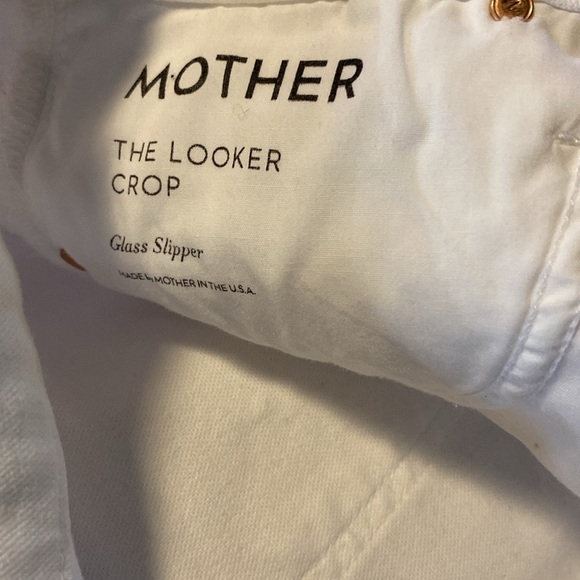 MOTHER
THE LOOKER
CROP
Glass Slipper
MADE by MOTHER IN THE U.S.A.